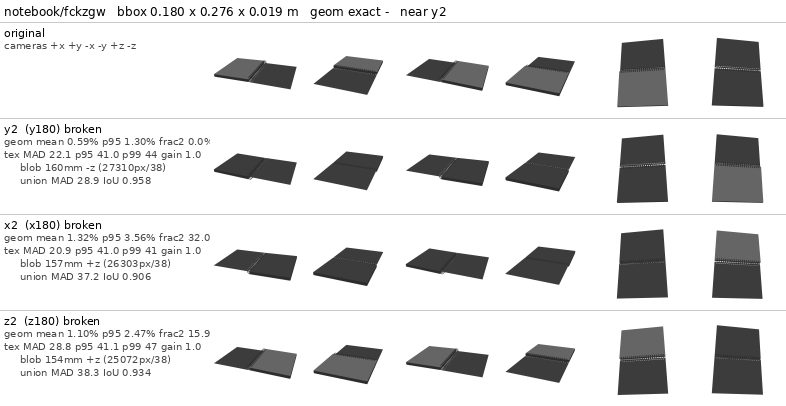 notebook/fckzgw bbox 0.180 x 0.276 x 0.019 m geom exact - near y2
original
cameras +x +y -x -y +z -z
y2 (y180) broken
geom mean 0.59% p95 1.30% frac2 0.0%
tex MAD 22.1 p95 41.0 p99 44 gain 1.0
blob 160mm -z (27310px/38)
union MAD 28.9 IoU 0.958
x2 (x180) broken
geom mean 1.32% p95 3.56% frac2 32.0
tex MAD 20.9 p95 41.0 p99 41 gain 1.0
blob 157mm +z (26303px/38)
union MAD 37.2 IoU 0.906
z2 (z180) broken
geom mean 1.10% p95 2.47% frac2 15.9
tex MAD 28.8 p95 41.1 p99 47 gain 1.0
blob 154mm +z (25072px/38)
union MAD 38.3 IoU 0.934